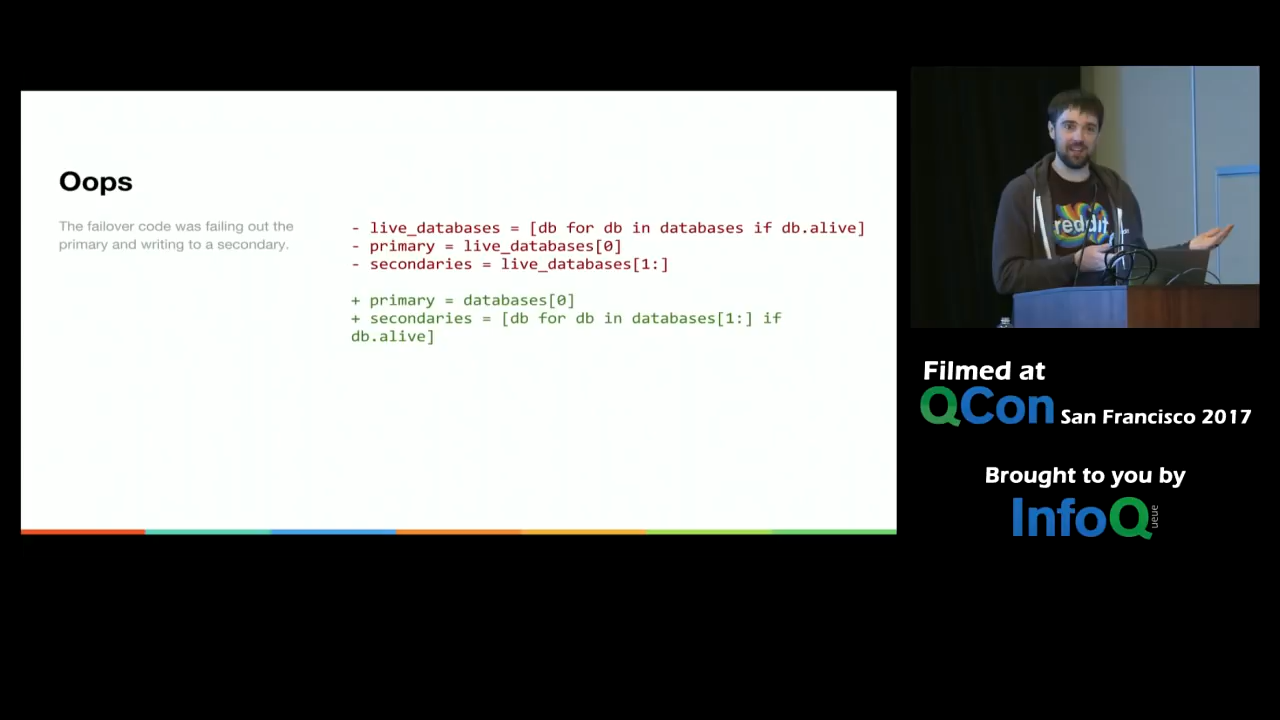 Oops
The failover code was failing out the
primary and writing to a secondary.
- live_databases = [db for db in databases if db.alive]
- primary = live_databases[0]
- secondaries = live_databases[1:]
+ primary = databases[0]
+ secondaries = [db for db in databases[1:] if
db.alive]
reddit
Filmed at
QCon San Francisco 2017
Brought to you by
InfoQ
ueue